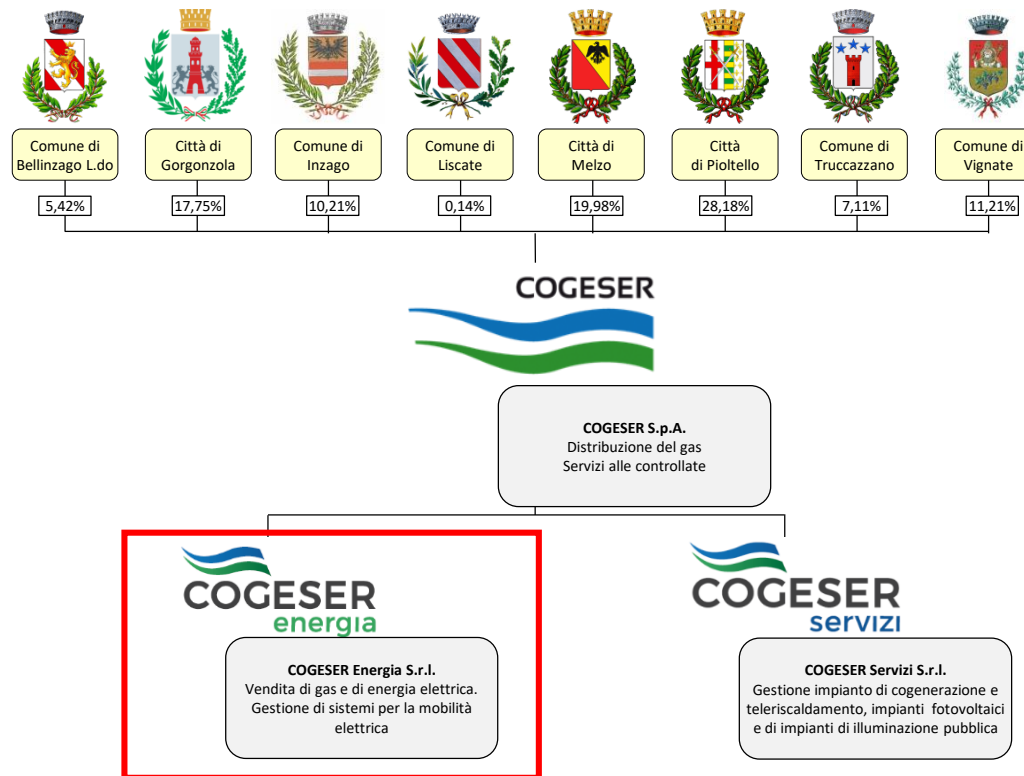 Comune di
Bellinzago L.do
Città di
Gorgonzola
Comune di
Inzago
Comune di
Liscate
Città di
Melzo
Città
di Pioltello
Comune di
Truccazzano
Comune di
Vignate
5,42%
17,75%
10,21%
0,14%
19,98%
28,18%
7,11%
11,21%
COGESER
COGESER S.p.A.
Distribuzione del gas
Servizi alle controllate
COGESER
energia
COGESER Energia S.r.l.
Vendita di gas e di energia elettrica.
Gestione di sistemi per la mobilità
elettrica
COGESER
servizi
COGESER Servizi S.r.l.
Gestione impianto di cogenerazione e
teleriscaldamento, impianti fotovoltaici
e di impianti di illuminazione pubblica